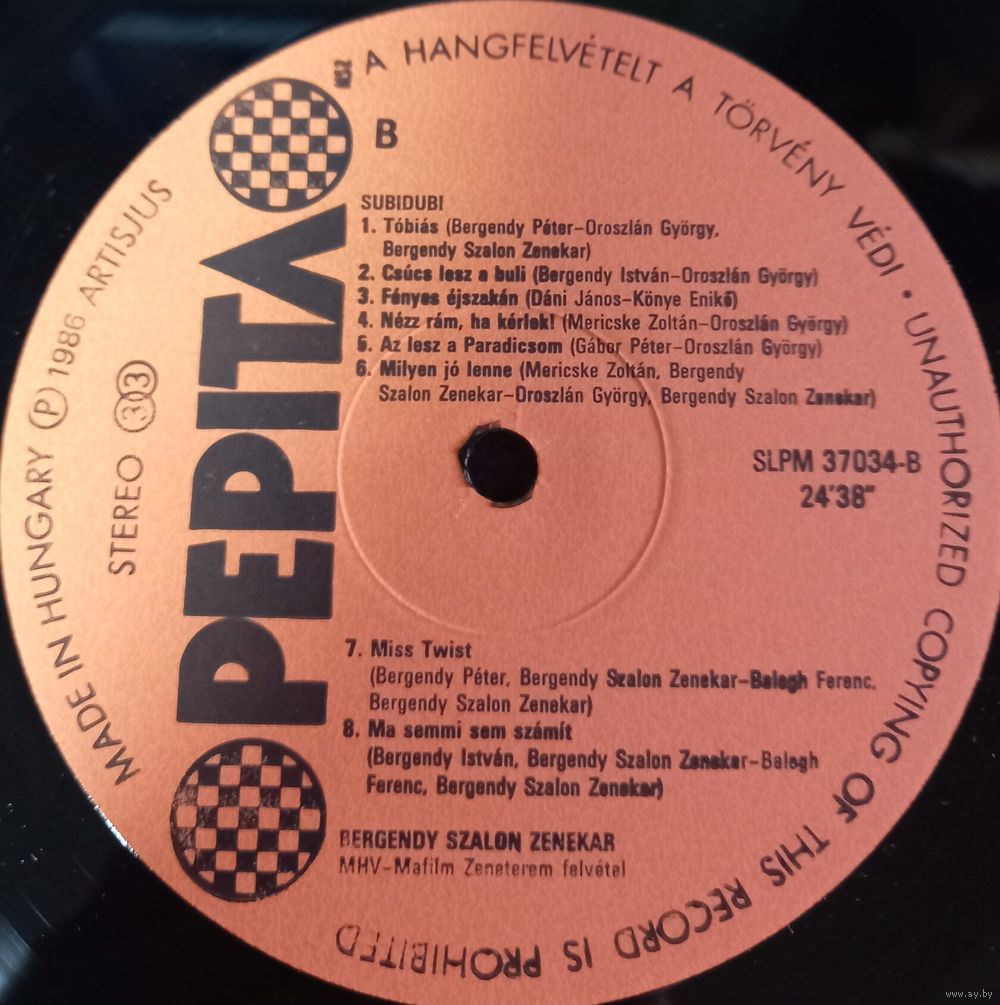 A HANGFELVÉTELT A TÖRVÉNY VÉDI • UNAUTHORIZED COPYING OF THIS RECORD IS PROHIBITED
MADE IN HUNGARY Ⓟ 1986 ARTISJUS
STEREO 33
PEPITA
B
SUBIDUBI
1. Tóbiás (Bergendy Péter–Oroszlán György,
Bergendy Szalon Zenekar)
2. Csúcs lesz a buli (Bergendy István–Oroszlán György)
3. Fényes éjszakán (Dáni János–Könye Enikő)
4. Nézz rám, ha kérlek! (Mericske Zoltán–Oroszlán György)
5. Az lesz a Paradicsom (Gábor Péter–Oroszlán György)
6. Milyen jó lenne (Mericske Zoltán, Bergendy
Szalon Zenekar–Oroszlán György, Bergendy Szalon Zenekar)
SLPM 37034-B
24'38"
7. Miss Twist
(Bergendy Péter, Bergendy Szalon Zenekar–Balogh Ferenc,
Bergendy Szalon Zenekar)
8. Ma semmi sem számít
(Bergendy István, Bergendy Szalon Zenekar–Balogh
Ferenc, Bergendy Szalon Zenekar)
BERGENDY SZALON ZENEKAR
MHV–Mafilm Zeneterem felvétel
www.ay.by